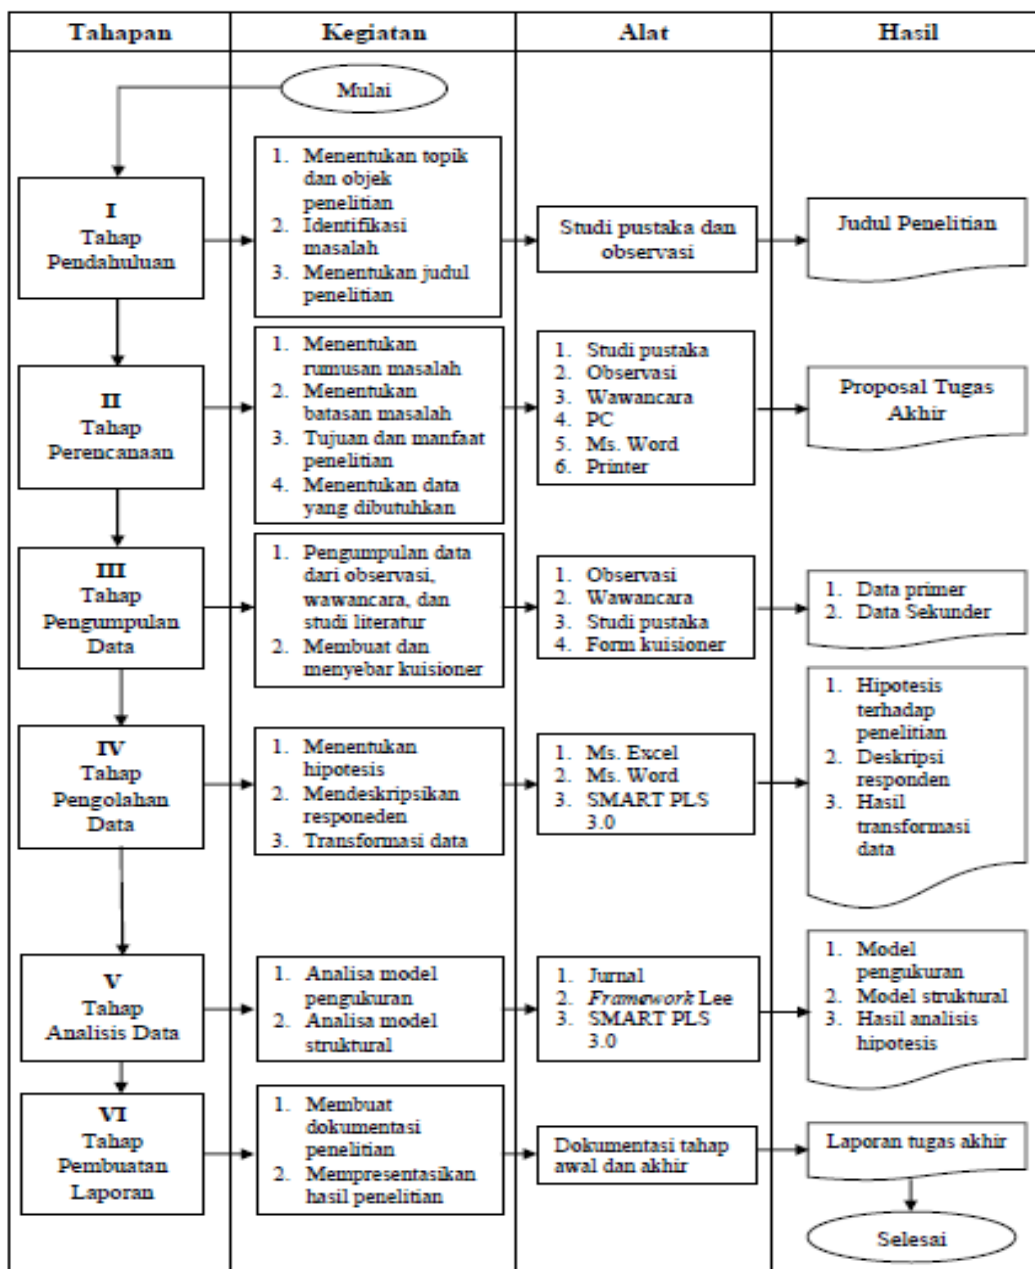 Tahapan
Kegiatan
Alat
Hasil
Mulai
I
Tahap
Pendahuluan
1. Menentukan topik
dan objek
penelitian
2. Identifikasi
masalah
3. Menentukan judul
penelitian
Studi pustaka dan
observasi
Judul Penelitian
II
Tahap
Perencanaan
1. Menentukan
rumusan masalah
2. Menentukan
batasan masalah
3. Tujuan dan manfaat
penelitian
4. Menentukan data
yang dibutuhkan
1. Studi pustaka
2. Observasi
3. Wawancara
4. PC
5. Ms. Word
6. Printer
Proposal Tugas
Akhir
III
Tahap
Pengumpulan
Data
1. Pengumpulan data
dari observasi,
wawancara, dan
studi literatur
2. Membuat dan
menyebar kuisioner
1. Observasi
2. Wawancara
3. Studi pustaka
4. Form kuisioner
1. Data primer
2. Data Sekunder
IV
Tahap
Pengolahan
Data
1. Menentukan
hipotesis
2. Mendeskripsikan
responeden
3. Transformasi data
1. Ms. Excel
2. Ms. Word
3. SMART PLS
3.0
1. Hipotesis
terhadap
penelitian
2. Deskripsi
responden
3. Hasil
transformasi
data
V
Tahap
Analisis Data
1. Analisa model
pengukuran
2. Analisa model
struktural
1. Jurnal
2. Framework Lee
3. SMART PLS
3.0
1. Model
pengukuran
2. Model struktural
3. Hasil analisis
hipotesis
VI
Tahap
Pembuatan
Laporan
1. Membuat
dokumentasi
penelitian
2. Mempresentasikan
hasil penelitian
Dokumentasi tahap
awal dan akhir
Laporan tugas akhir
Selesai